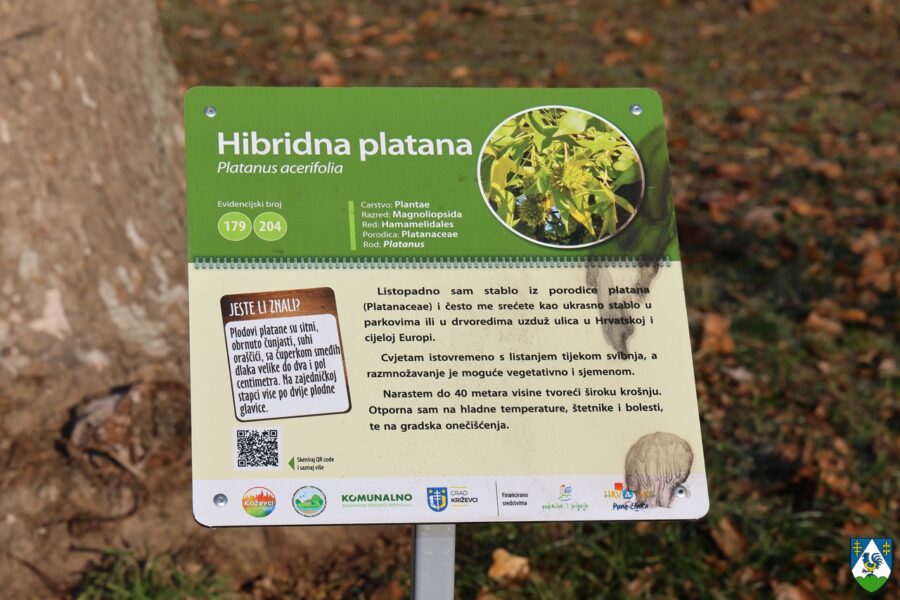 Hibridna platana
Platanus acerifolia
Evidencijski broj
179 204
Carstvo: Plantae
Razred: Magnoliopsida
Red: Hamamelidales
Porodica: Platanaceae
Rod: Platanus
JESTE LI ZNALI?
Plodovi platane su sitni,
obrnuto čunjasti, suhi
oraščići, sa čuperkom smeđih
dlaka velike do dva i pol
centimetra. Na zajedničkoj
stapci vise po dvije plodne
glavice.
Skeniraj QR code
i saznaj više
Listopadno sam stablo iz porodice platana
(Platanaceae) i često me srećete kao ukrasno stablo u
parkovima ili u drvoredima uzduž ulica u Hrvatskoj i
cijeloj Europi.
Cvjetam istovremeno s listanjem tijekom svibnja, a
razmnožavanje je moguće vegetativno i sjemenom.
Narastem do 40 metara visine tvoreći široku krošnju.
Otporna sam na hladne temperature, štetnike i bolesti,
te na gradska onečišćenja.
Križevci
KOMUNALNO
GRAD
KRIŽEVCI
Financirano
sredstvima
Puna života